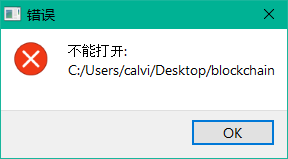 错误
不能打开:
C:/Users/calvi/Desktop/blockchain
OK